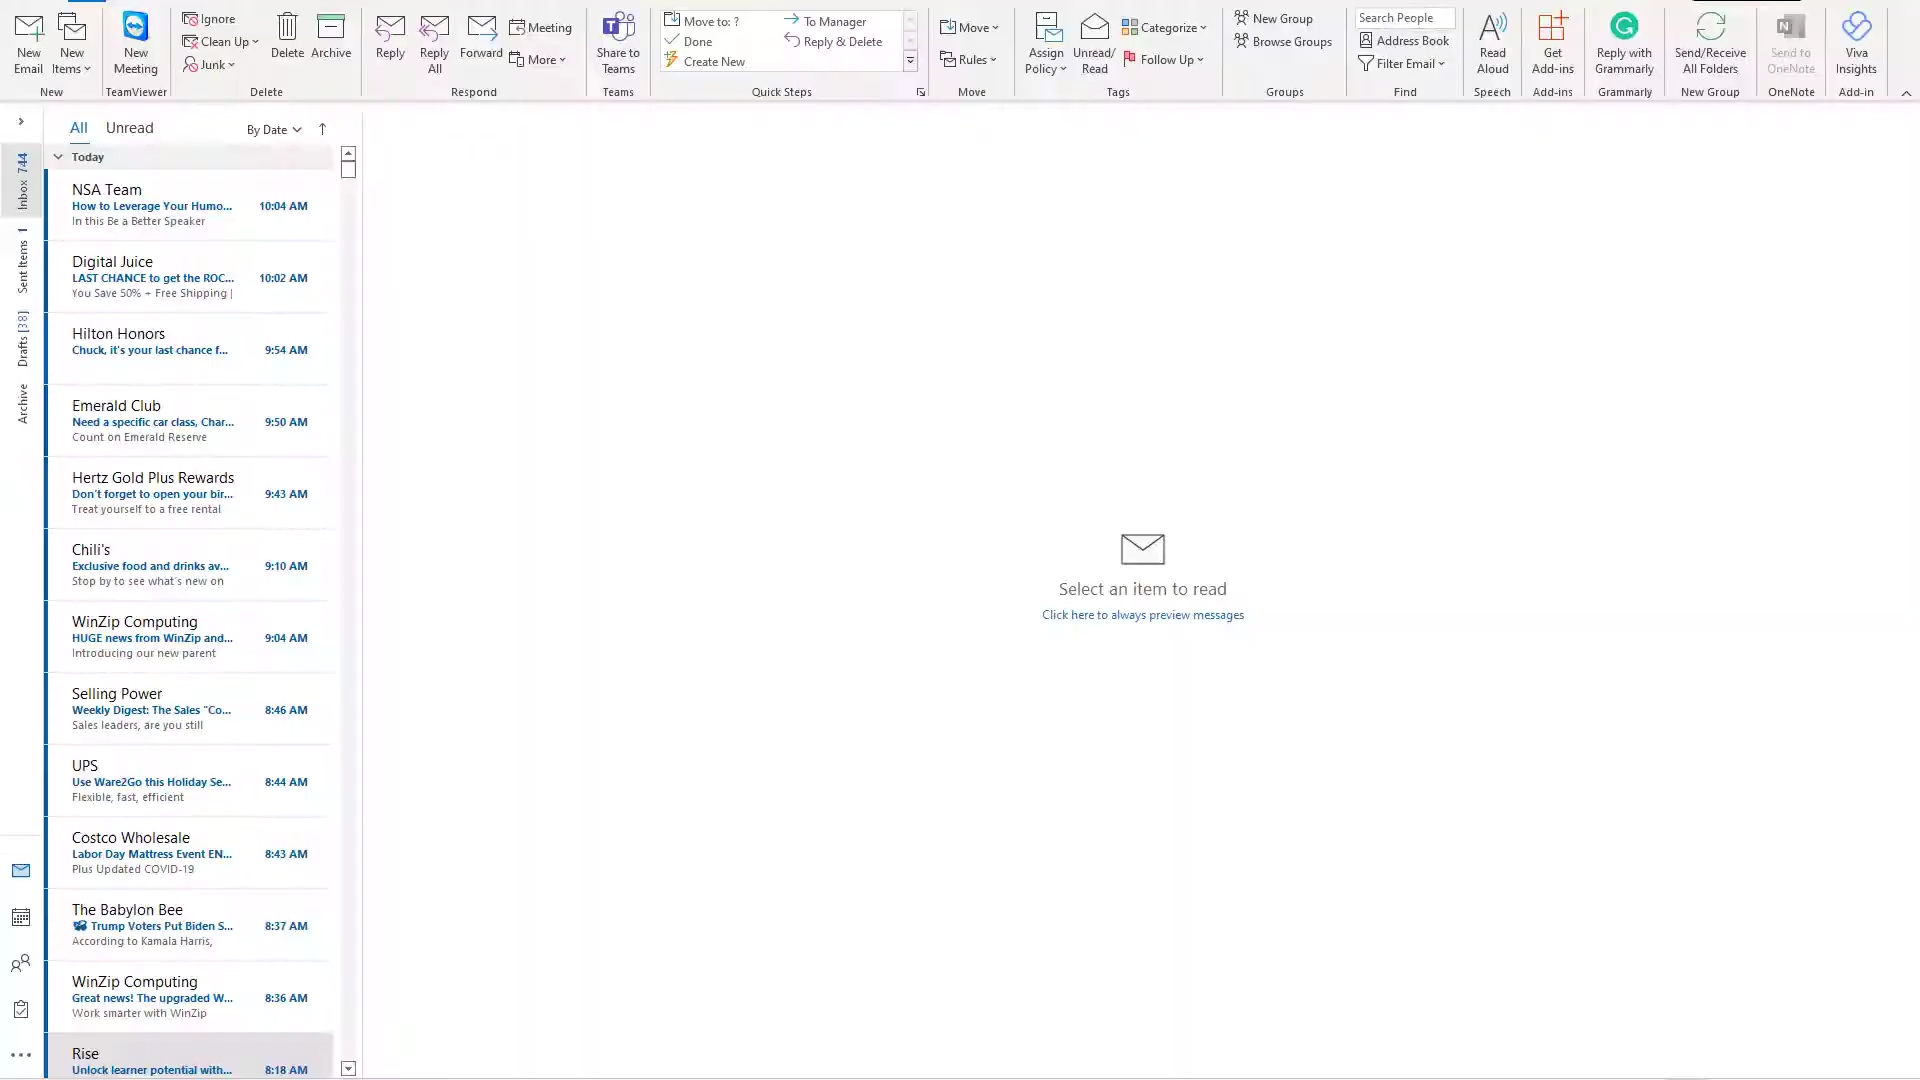 New Email
New Items
New
New Meeting
TeamViewer
Ignore
Clean Up
Junk
Delete
Archive
Delete
Reply
Reply All
Forward
Meeting
More
Respond
Share to Teams
Teams
Move to: ?
To Manager
Done
Reply & Delete
Create New
Quick Steps
Move
Rules
Move
Assign Policy
Unread/ Read
Categorize
Follow Up
Tags
New Group
Browse Groups
Groups
Search People
Address Book
Filter Email
Find
Read Aloud
Speech
Get Add-ins
Add-ins
Reply with Grammarly
Grammarly
Send/Receive All Folders
New Group
Send to OneNote
OneNote
Viva Insights
Add-in
Inbox 744
Sent Items 1
Drafts [38]
Archive
All Unread By Date
Today
NSA Team
How to Leverage Your Humo... 10:04 AM
In this Be a Better Speaker
Digital Juice
LAST CHANCE to get the ROC... 10:02 AM
You Save 50% + Free Shipping |
Hilton Honors
Chuck, it's your last chance f... 9:54 AM
Emerald Club
Need a specific car class, Char... 9:50 AM
Count on Emerald Reserve
Hertz Gold Plus Rewards
Don't forget to open your bir... 9:43 AM
Treat yourself to a free rental
Chili's
Exclusive food and drinks av... 9:10 AM
Stop by to see what's new on
WinZip Computing
HUGE news from WinZip and... 9:04 AM
Introducing our new parent
Selling Power
Weekly Digest: The Sales "Co... 8:46 AM
Sales leaders, are you still
UPS
Use Ware2Go this Holiday Se... 8:44 AM
Flexible, fast, efficient
Costco Wholesale
Labor Day Mattress Event EN... 8:43 AM
Plus Updated COVID-19
The Babylon Bee
Trump Voters Put Biden S... 8:37 AM
According to Kamala Harris,
WinZip Computing
Great news! The upgraded W... 8:36 AM
Work smarter with WinZip
Rise
Unlock learner potential with... 8:18 AM
Select an item to read
Click here to always preview messages